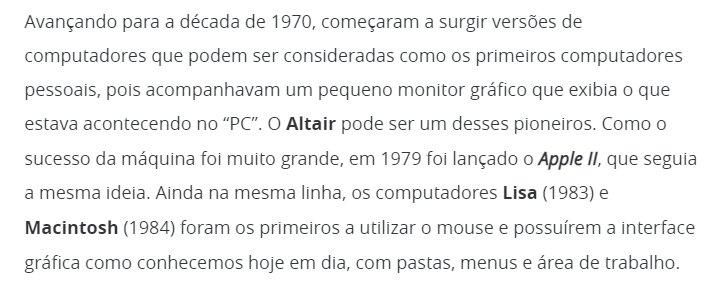 Avançando para a década de 1970, começaram a surgir versões de
computadores que podem ser consideradas como os primeiros computadores
pessoais, pois acompanhavam um pequeno monitor gráfico que exibia o que
estava acontecendo no “PC”. O Altair pode ser um desses pioneiros. Como o
sucesso da máquina foi muito grande, em 1979 foi lançado o Apple II, que seguia
a mesma ideia. Ainda na mesma linha, os computadores Lisa (1983) e
Macintosh (1984) foram os primeiros a utilizar o mouse e possuírem a interface
gráfica como conhecemos hoje em dia, com pastas, menus e área de trabalho.